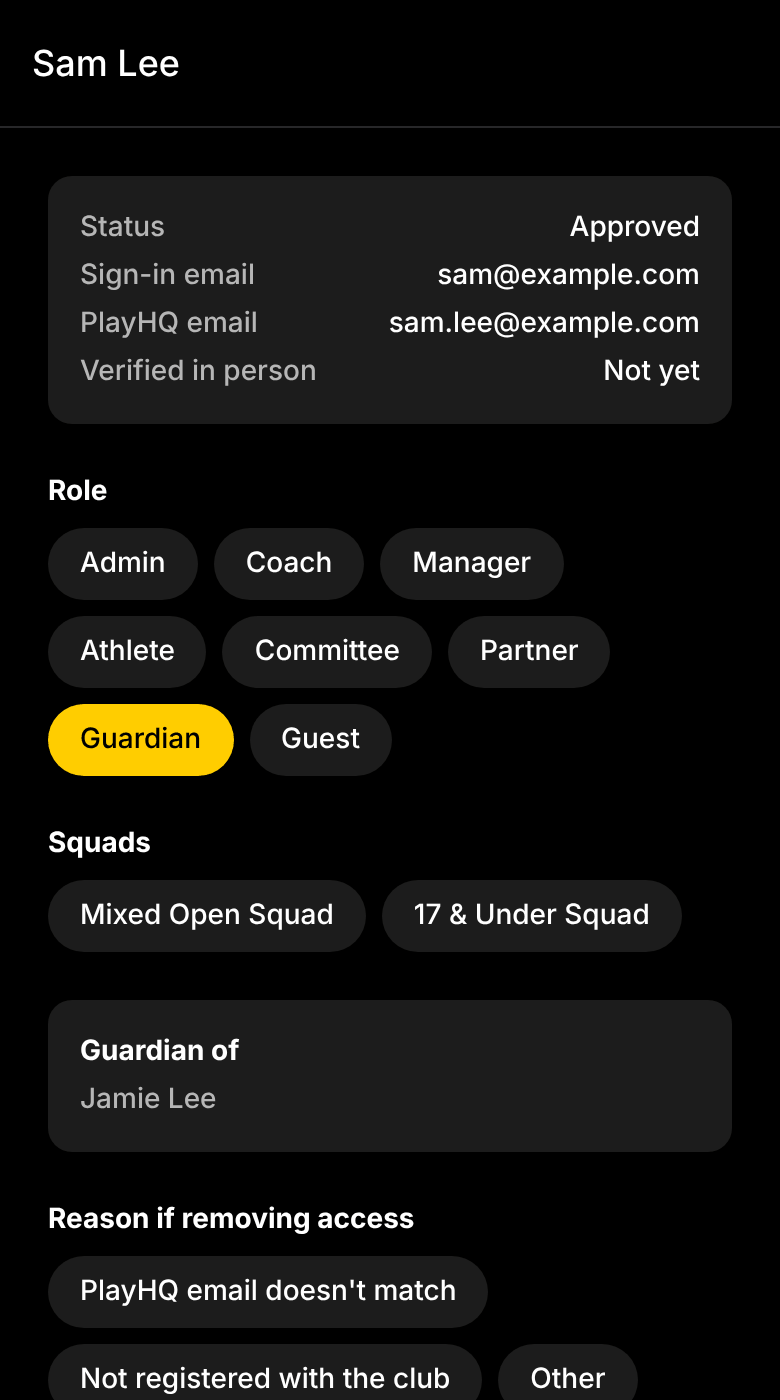 Sam Lee
Status Approved
Sign-in email sam@example.com
PlayHQ email sam.lee@example.com
Verified in person Not yet
Role
Admin Coach Manager
Athlete Committee Partner
Guardian Guest
Squads
Mixed Open Squad 17 & Under Squad
Guardian of
Jamie Lee
Reason if removing access
PlayHQ email doesn't match
Not registered with the club Other